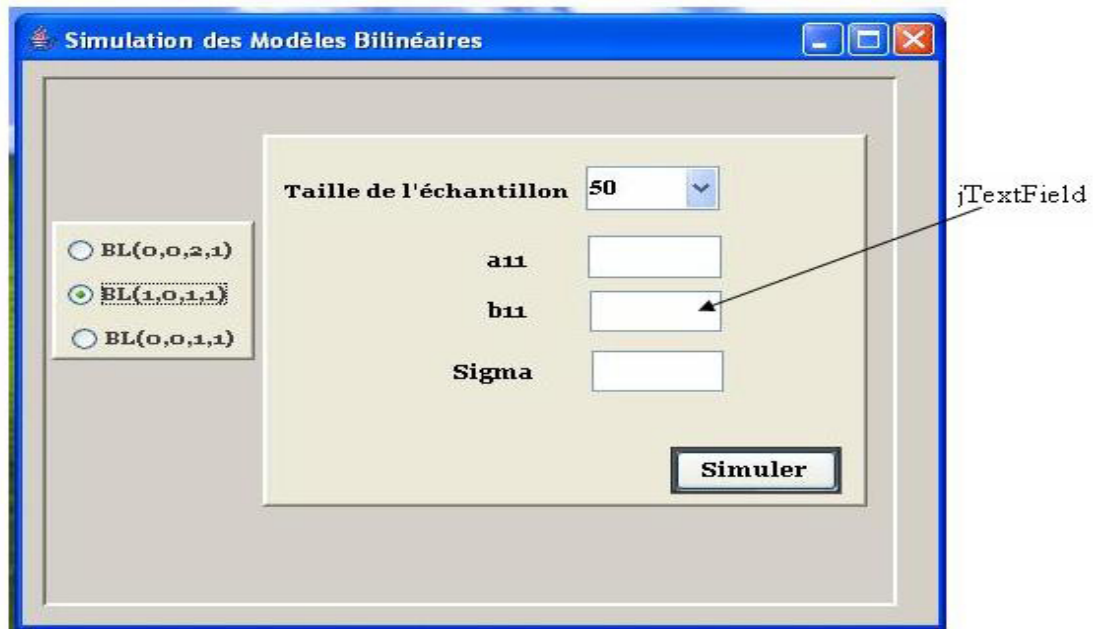 Simulation des Modèles Bilinéaires
Taille de l'échantillon 50
jTextField
BL(0,0,2,1)
a11
BL(1,0,1,1)
b11
BL(0,0,1,1)
Sigma
Simuler